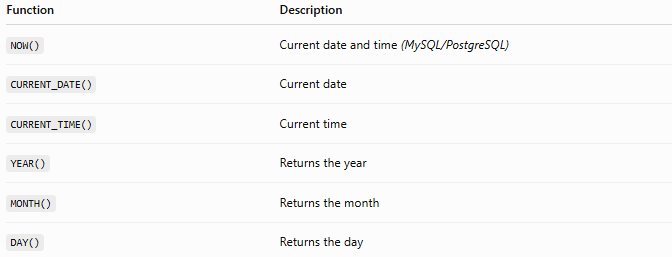 Function Description
NOW() Current date and time (MySQL/PostgreSQL)
CURRENT_DATE() Current date
CURRENT_TIME() Current time
YEAR() Returns the year
MONTH() Returns the month
DAY() Returns the day